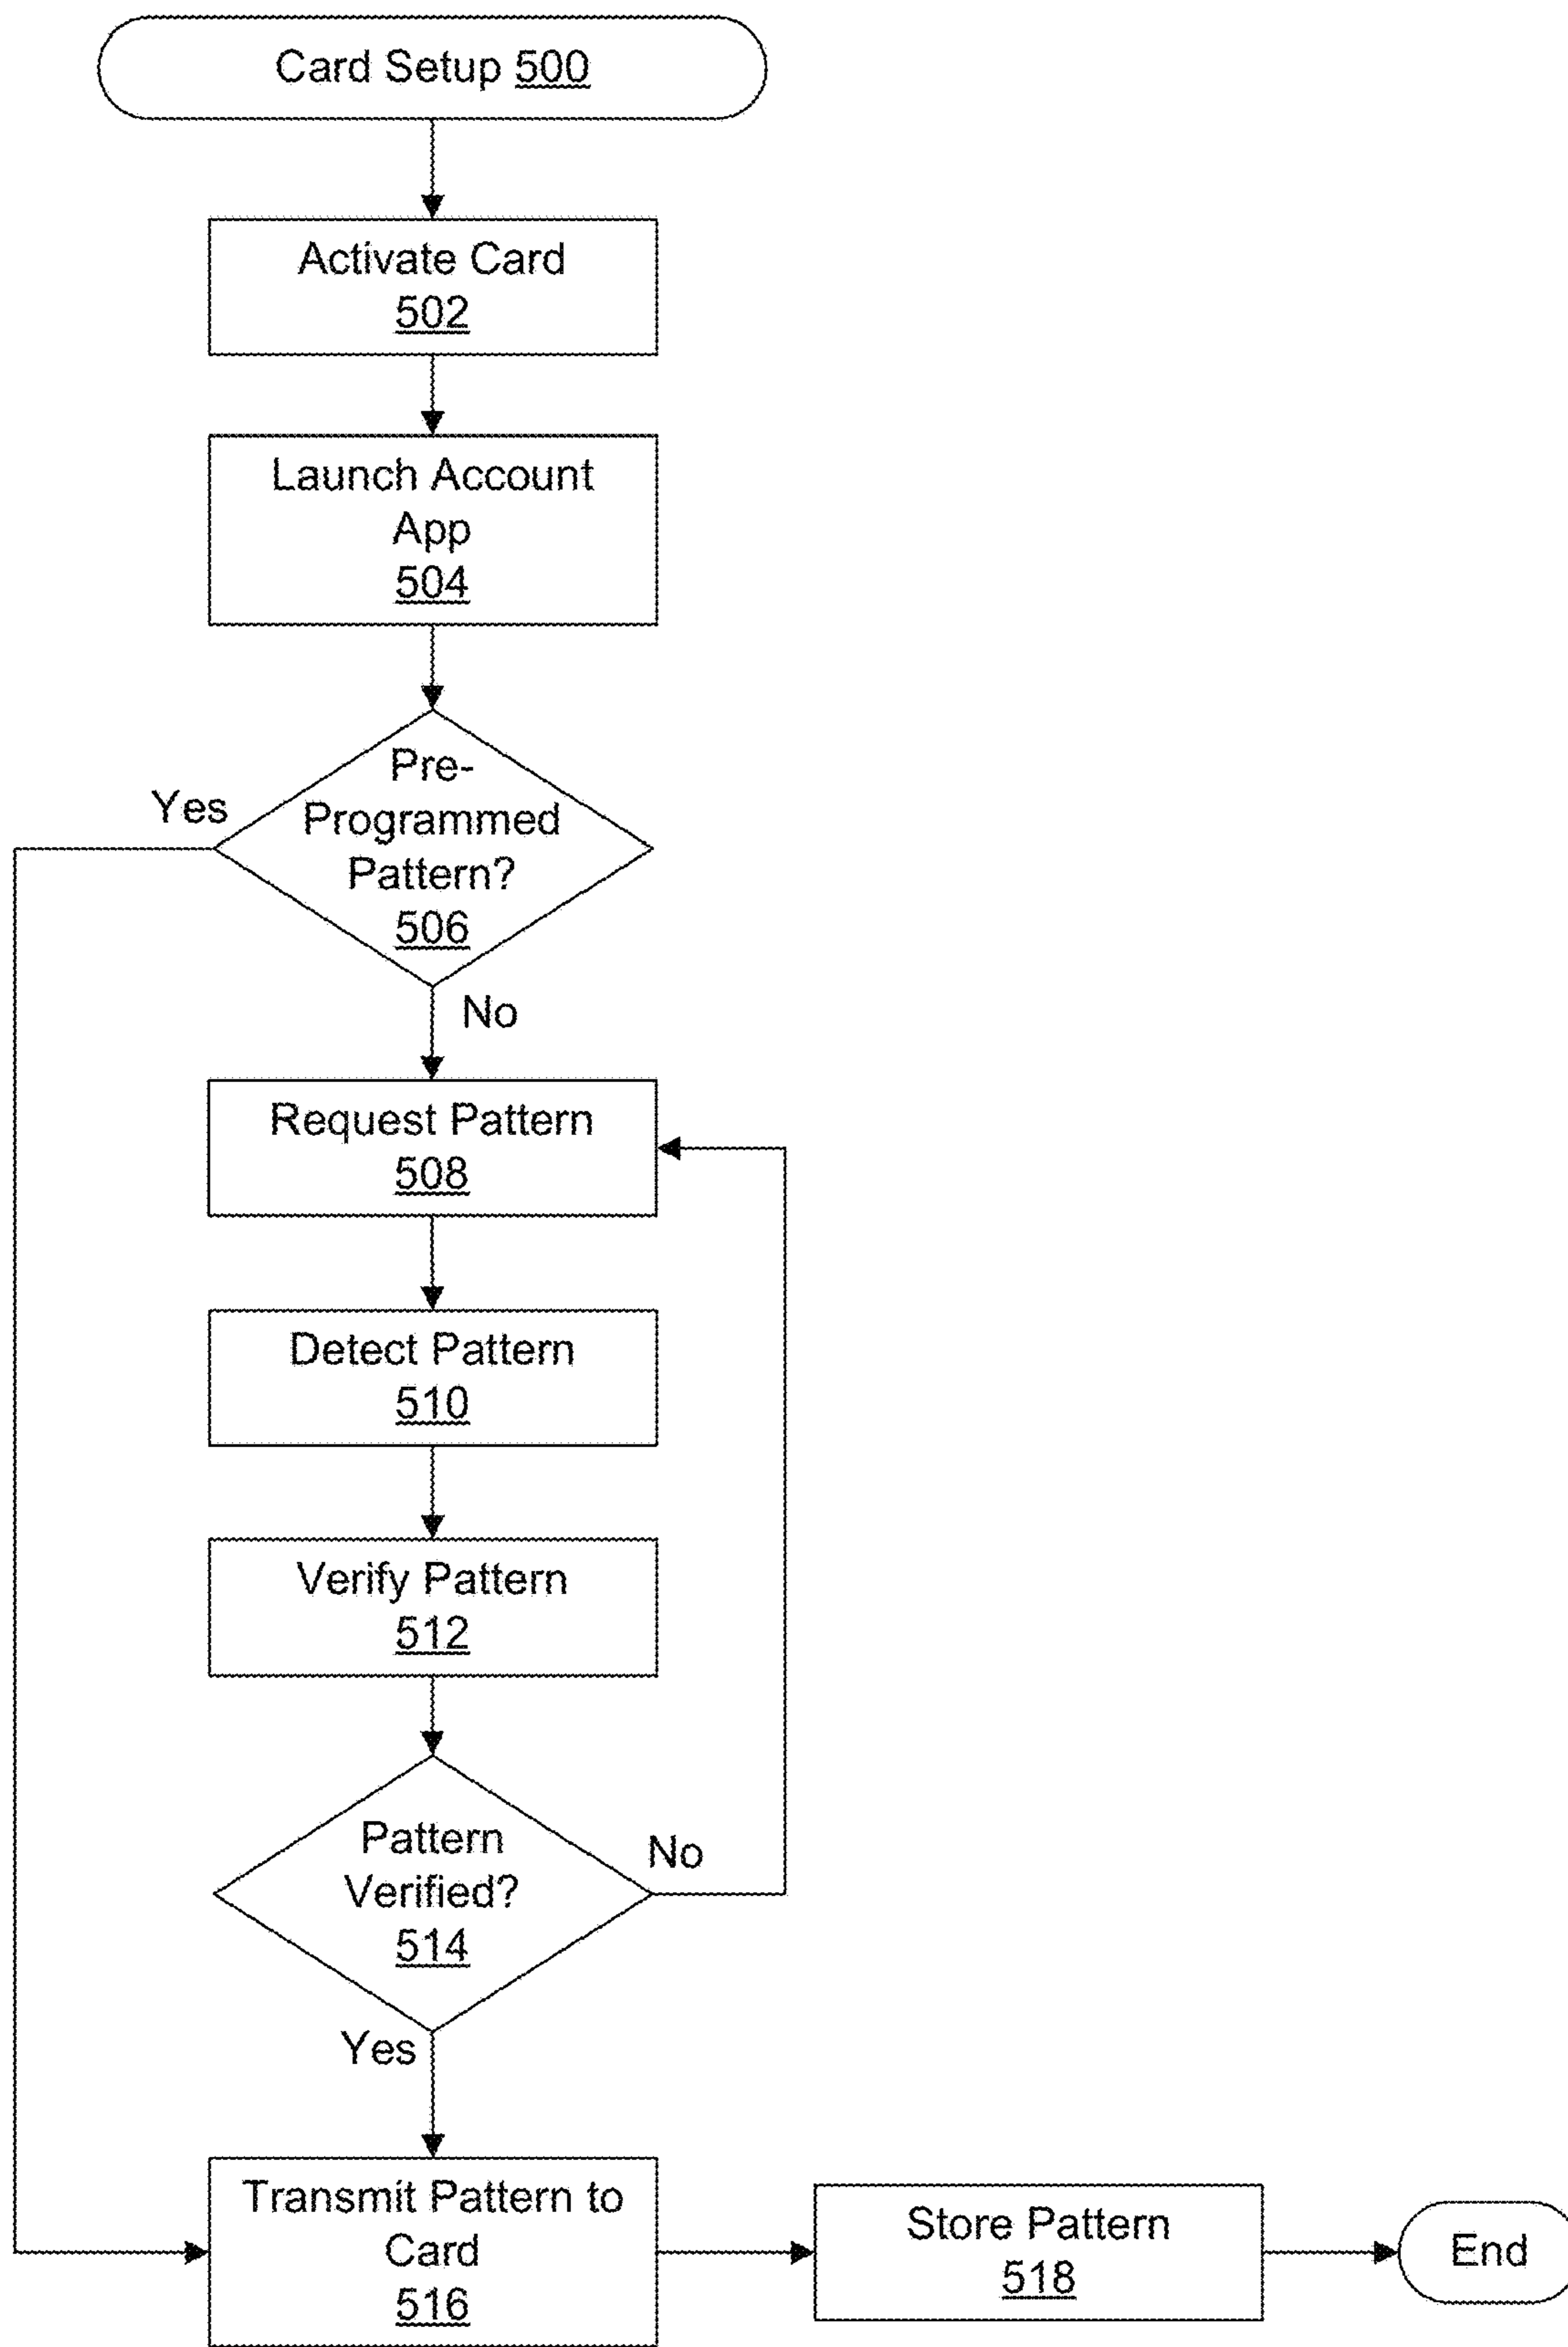 Card Setup 500
Activate Card
502
Launch Account
App
504
Pre-
Programmed
Pattern?
506
Yes
No
Request Pattern
508
Detect Pattern
510
Verify Pattern
512
Pattern
Verified?
514
No
Yes
Transmit Pattern to
Card
516
Store Pattern
518
End